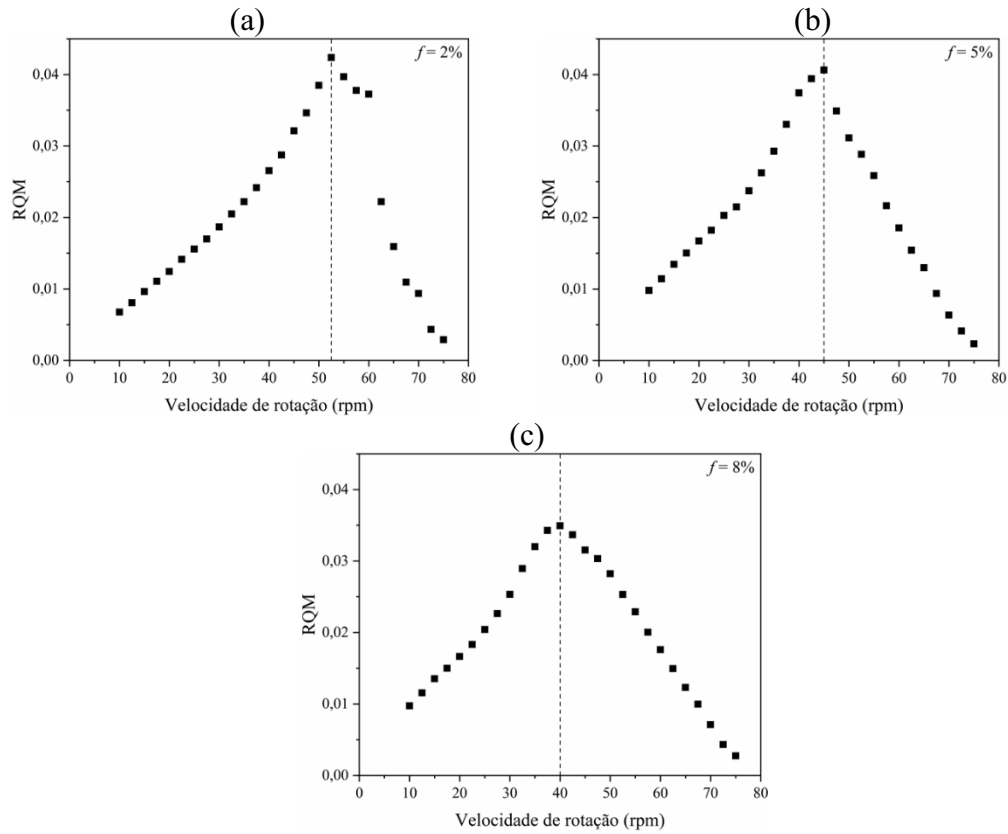 (a)
f = 2%
0,04
0,03
0,02
0,01
0,00
RQM
0 10 20 30 40 50 60 70 80
Velocidade de rotação (rpm)
(b)
f = 5%
0,04
0,03
0,02
0,01
0,00
RQM
0 10 20 30 40 50 60 70 80
Velocidade de rotação (rpm)
(c)
f = 8%
0,04
0,03
0,02
0,01
0,00
RQM
0 10 20 30 40 50 60 70 80
Velocidade de rotação (rpm)